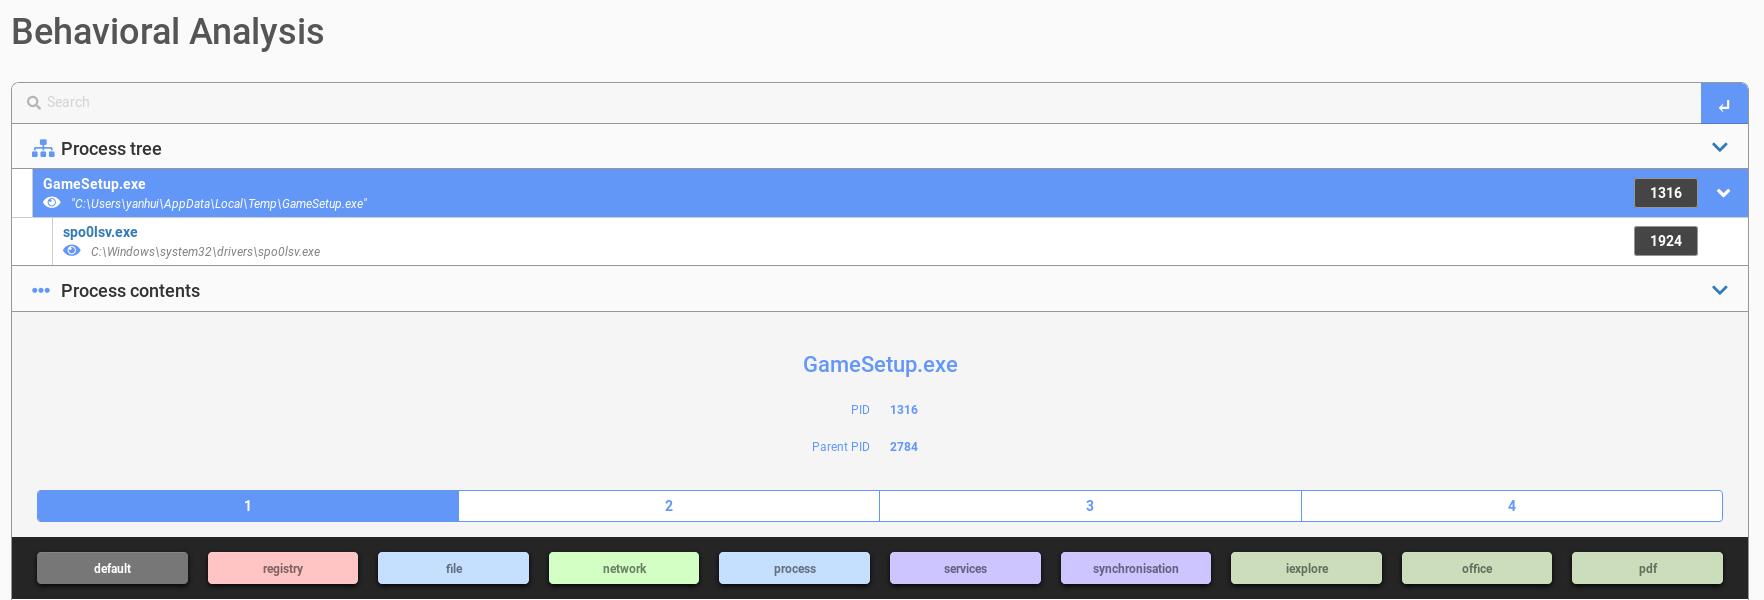 Behavioral Analysis
Search
Process tree
GameSetup.exe
"C:\Users\yanhui\AppData\Local\Temp\GameSetup.exe"
1316
spo0lsv.exe
C:\Windows\system32\drivers\spo0lsv.exe
1924
Process contents
GameSetup.exe
PID 1316
Parent PID 2784
1 2 3 4
default registry file network process services synchronisation iexplore office pdf